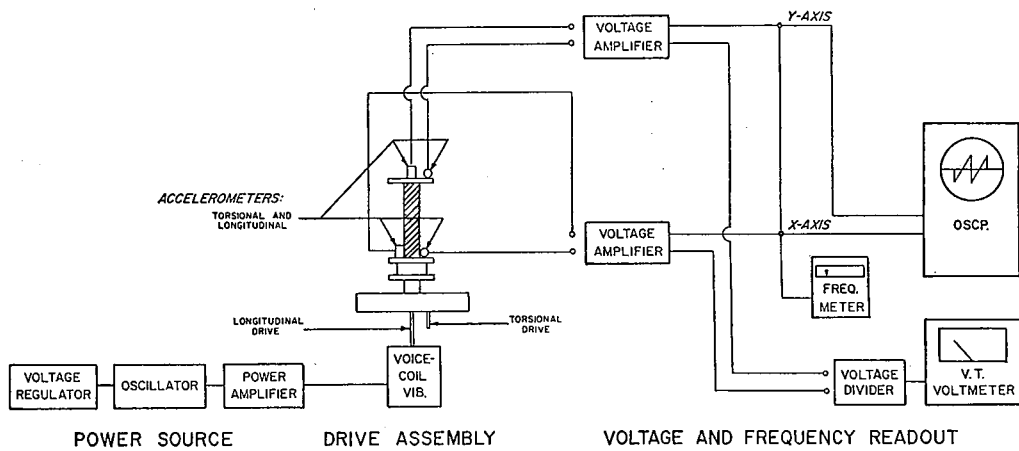 VOLTAGE
AMPLIFIER
Y-AXIS
ACCELEROMETERS:
TORSIONAL AND
LONGITUDINAL
VOLTAGE
AMPLIFIER
X-AXIS
OSCP.
FREQ.
METER
LONGITUDINAL
DRIVE
TORSIONAL
DRIVE
VOLTAGE
REGULATOR
OSCILLATOR
POWER
AMPLIFIER
VOICE-
COIL
VIB.
VOLTAGE
DIVIDER
V.T.
VOLTMETER
POWER SOURCE
DRIVE ASSEMBLY
VOLTAGE AND FREQUENCY READOUT